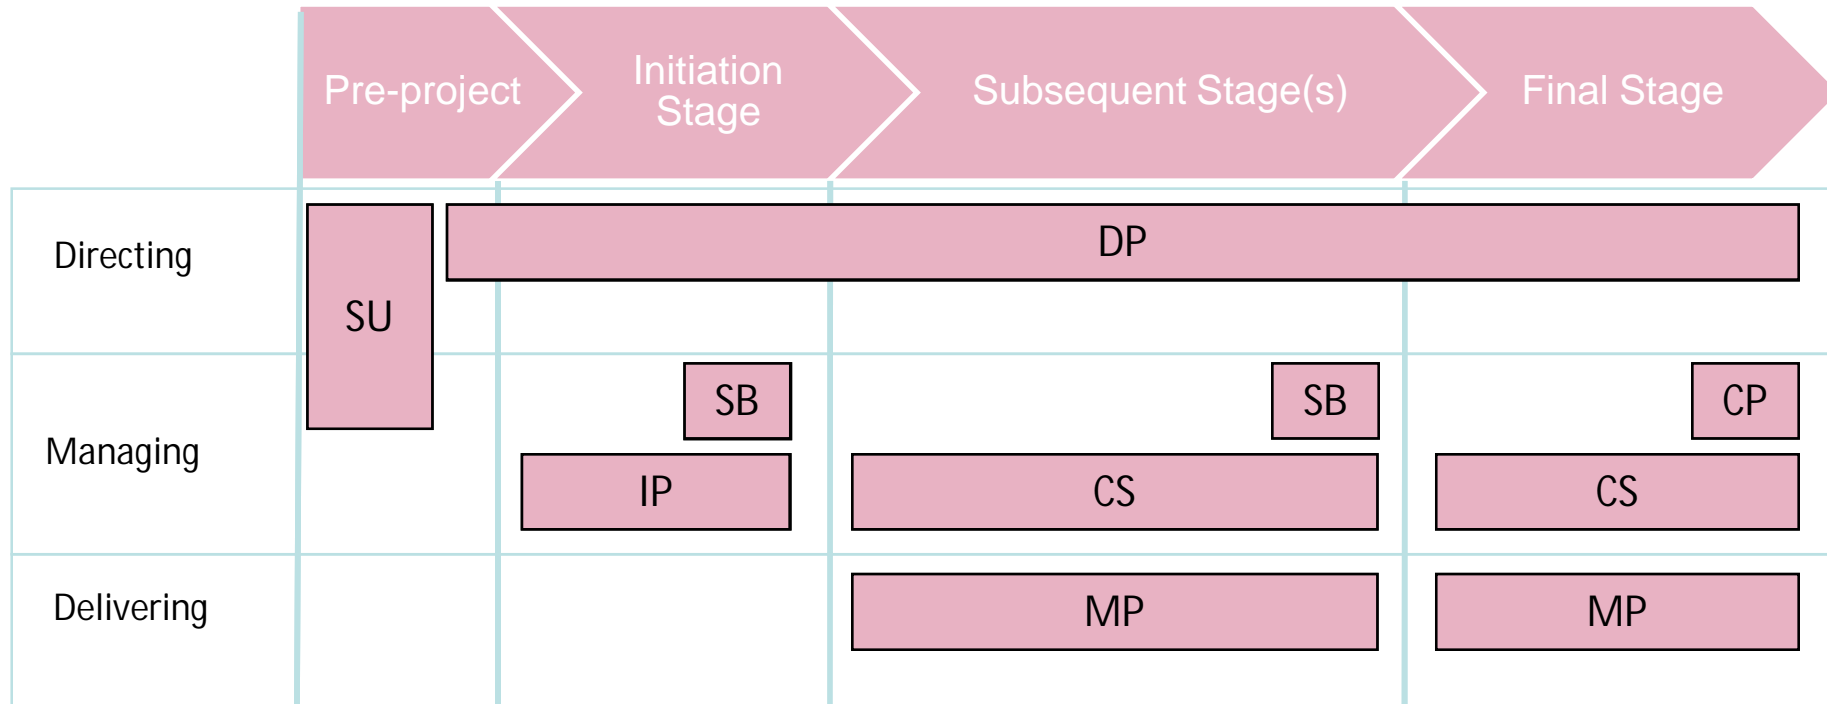 Pre-project
Initiation
Stage
Subsequent Stage(s)
Final Stage
Directing
SU
DP
Managing
SB
SB
CP
IP
CS
CS
Delivering
MP
MP